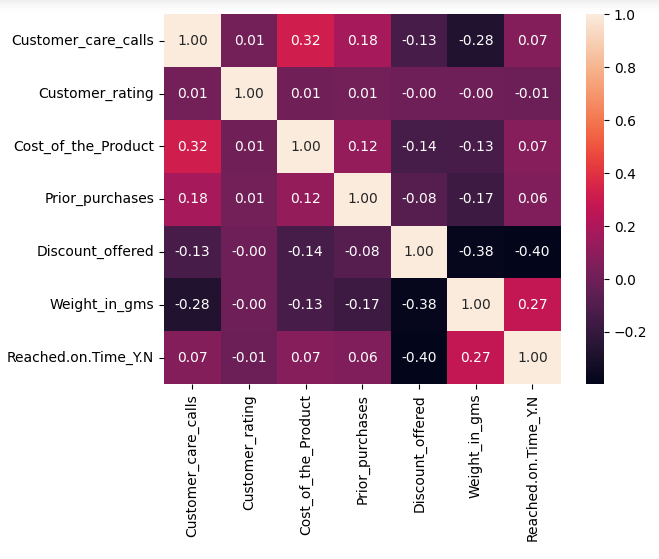 Customer_care_calls 1.00 0.01 0.32 0.18 -0.13 -0.28 0.07
Customer_rating 0.01 1.00 0.01 0.01 -0.00 -0.00 -0.01
Cost_of_the_Product 0.32 0.01 1.00 0.12 -0.14 -0.13 0.07
Prior_purchases 0.18 0.01 0.12 1.00 -0.08 -0.17 0.06
Discount_offered -0.13 -0.00 -0.14 -0.08 1.00 -0.38 -0.40
Weight_in_gms -0.28 -0.00 -0.13 -0.17 -0.38 1.00 0.27
Reached.on.Time_Y.N 0.07 -0.01 0.07 0.06 -0.40 0.27 1.00
Customer_care_calls
Customer_rating
Cost_of_the_Product
Prior_purchases
Discount_offered
Weight_in_gms
Reached.on.Time_Y.N
1.0
0.8
0.6
0.4
0.2
0.0
−0.2